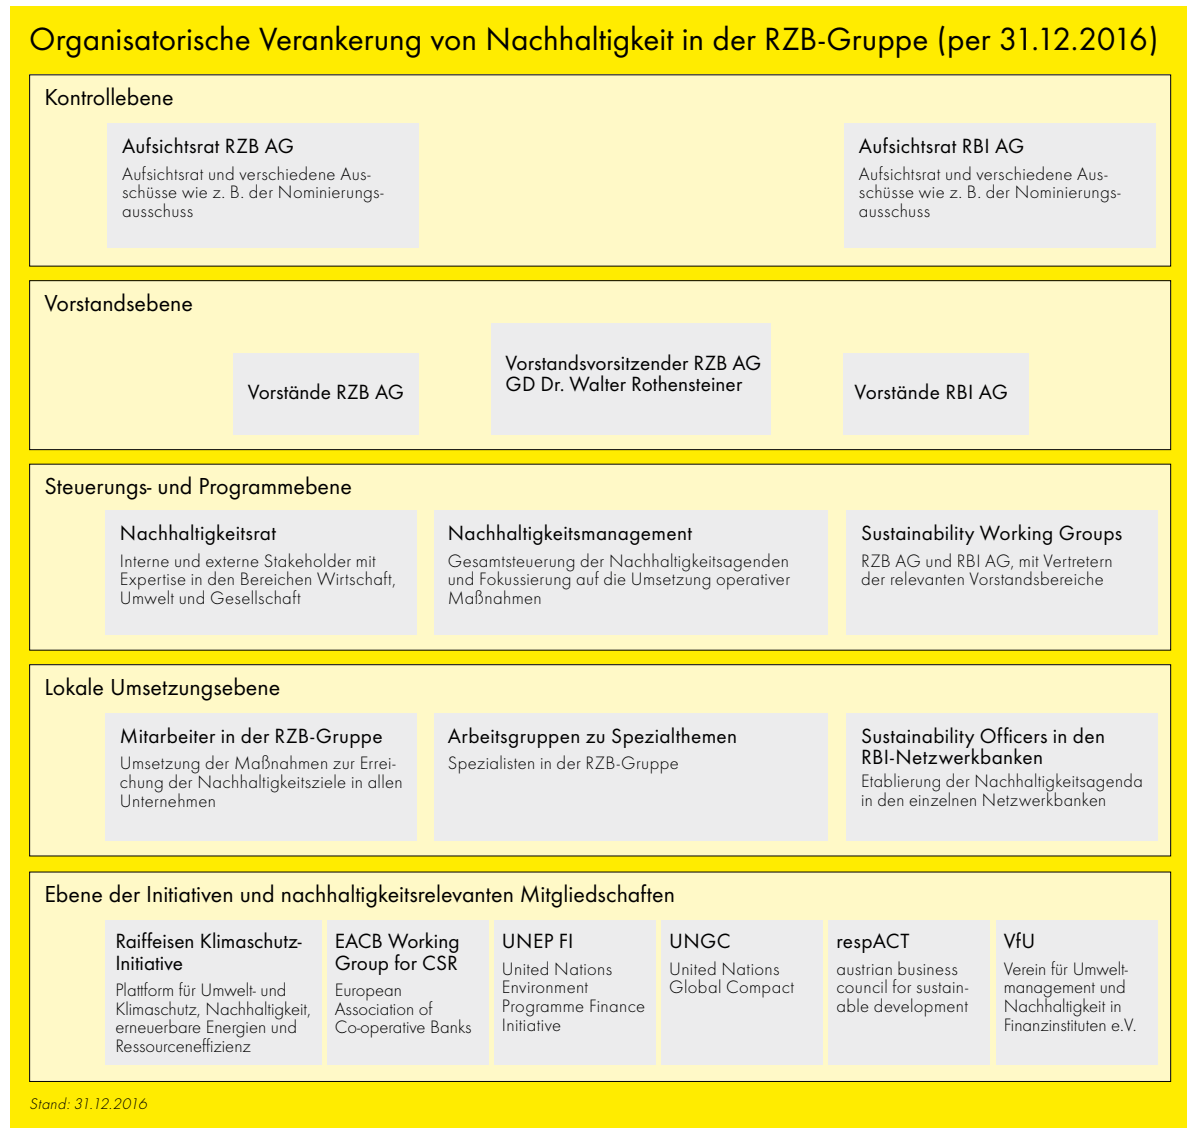 Organisatorische Verankerung von Nachhaltigkeit in der RZB-Gruppe (per 31.12.2016)
Kontrollebene
Aufsichtsrat RZB AG
Aufsichtsrat und verschiedene Aus-
schüsse wie z. B. der Nominierungs-
ausschuss
Aufsichtsrat RBI AG
Aufsichtsrat und verschiedene Aus-
schüsse wie z. B. der Nominierungs-
ausschuss
Vorstandsebene
Vorstände RZB AG
Vorstandsvorsitzender RZB AG
GD Dr. Walter Rothensteiner
Vorstände RBI AG
Steuerungs- und Programmebene
Nachhaltigkeitsrat
Interne und externe Stakeholder mit
Expertise in den Bereichen Wirtschaft,
Umwelt und Gesellschaft
Nachhaltigkeitsmanagement
Gesamtsteuerung der Nachhaltigkeitsagenden
und Fokussierung auf die Umsetzung operativer
Maßnahmen
Sustainability Working Groups
RZB AG und RBI AG, mit Vertretern
der relevanten Vorstandsbereiche
Lokale Umsetzungsebene
Mitarbeiter in der RZB-Gruppe
Umsetzung der Maßnahmen zur Errei-
chung der Nachhaltigkeitsziele in allen
Unternehmen
Arbeitsgruppen zu Spezialthemen
Spezialisten in der RZB-Gruppe
Sustainability Officers in den
RBI-Netzwerkbanken
Etablierung der Nachhaltigkeitsagenda
in den einzelnen Netzwerkbanken
Ebene der Initiativen und nachhaltigkeitsrelevanten Mitgliedschaften
Raiffeisen Klimaschutz-
Initiative
Plattform für Umwelt- und
Klimaschutz, Nachhaltigkeit,
erneuerbare Energien und
Ressourceneffizienz
EACB Working
Group for CSR
European
Association of
Co-operative Banks
UNEP FI
United Nations
Environment
Programme Finance
Initiative
UNGC
United Nations
Global Compact
respACT
austrian business
council for sustain-
able development
VfU
Verein für Umwelt-
management und
Nachhaltigkeit in
Finanzinstituten e.V.
Stand: 31.12.2016